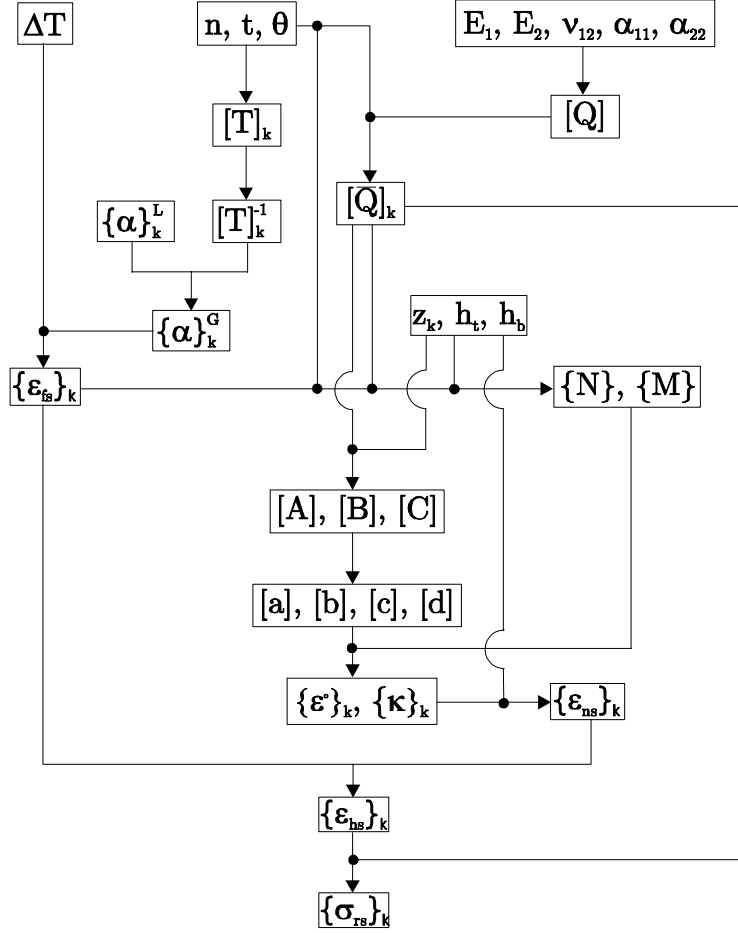 ΔT
n, t, θ
E₁, E₂, ν₁₂, α₁₁, α₂₂
[T]ₖ
[Q]
{α}ₖᴸ
[T]ₖ⁻¹
[Q̅]ₖ
{α}ₖᴳ
zₖ, hₜ, h_b
{ε_fs}ₖ
{N}, {M}
[A], [B], [C]
[a], [b], [c], [d]
{ε°}ₖ, {κ}ₖ
{ε_ns}ₖ
{ε_hs}ₖ
{σ_rs}ₖ